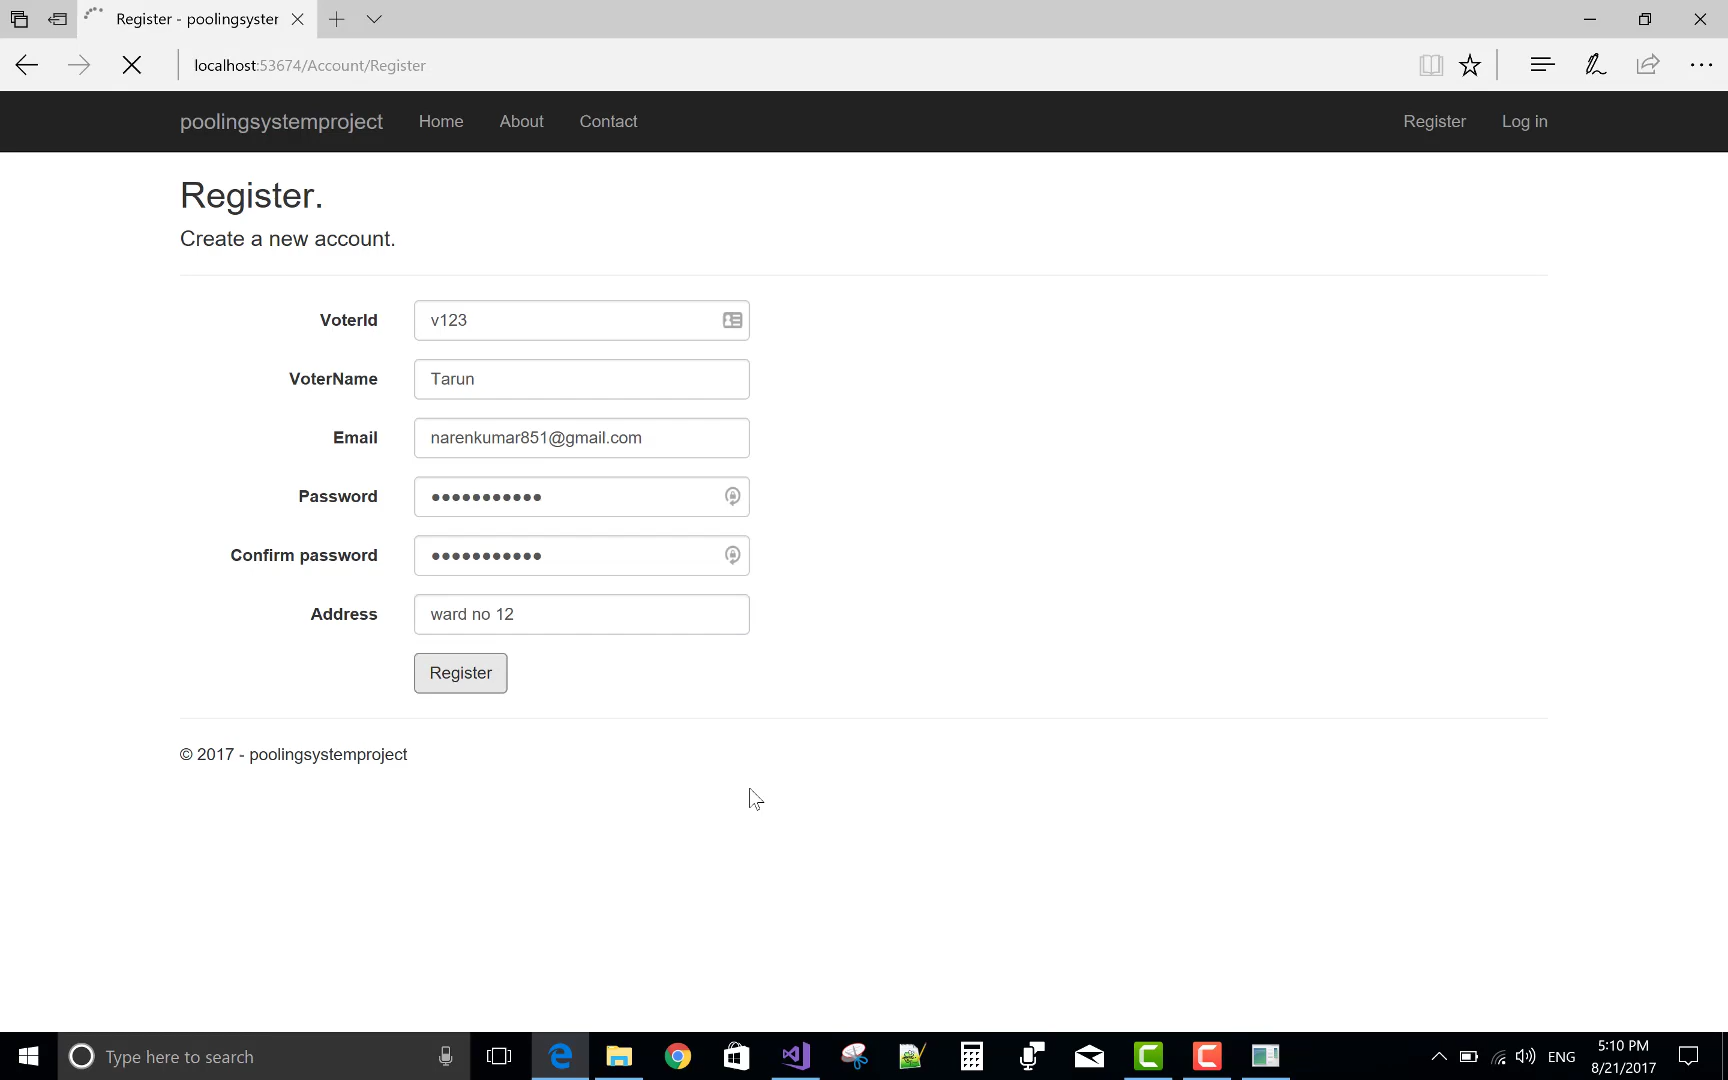 Register - poolingsyster
localhost:53674/Account/Register
poolingsystemproject Home About Contact Register Log in
Register.
Create a new account.
VoterId v123
VoterName Tarun
Email narenkumar851@gmail.com
Password
Confirm password
Address ward no 12
Register
© 2017 - poolingsystemproject
Type here to search
ENG
5:10 PM
8/21/2017